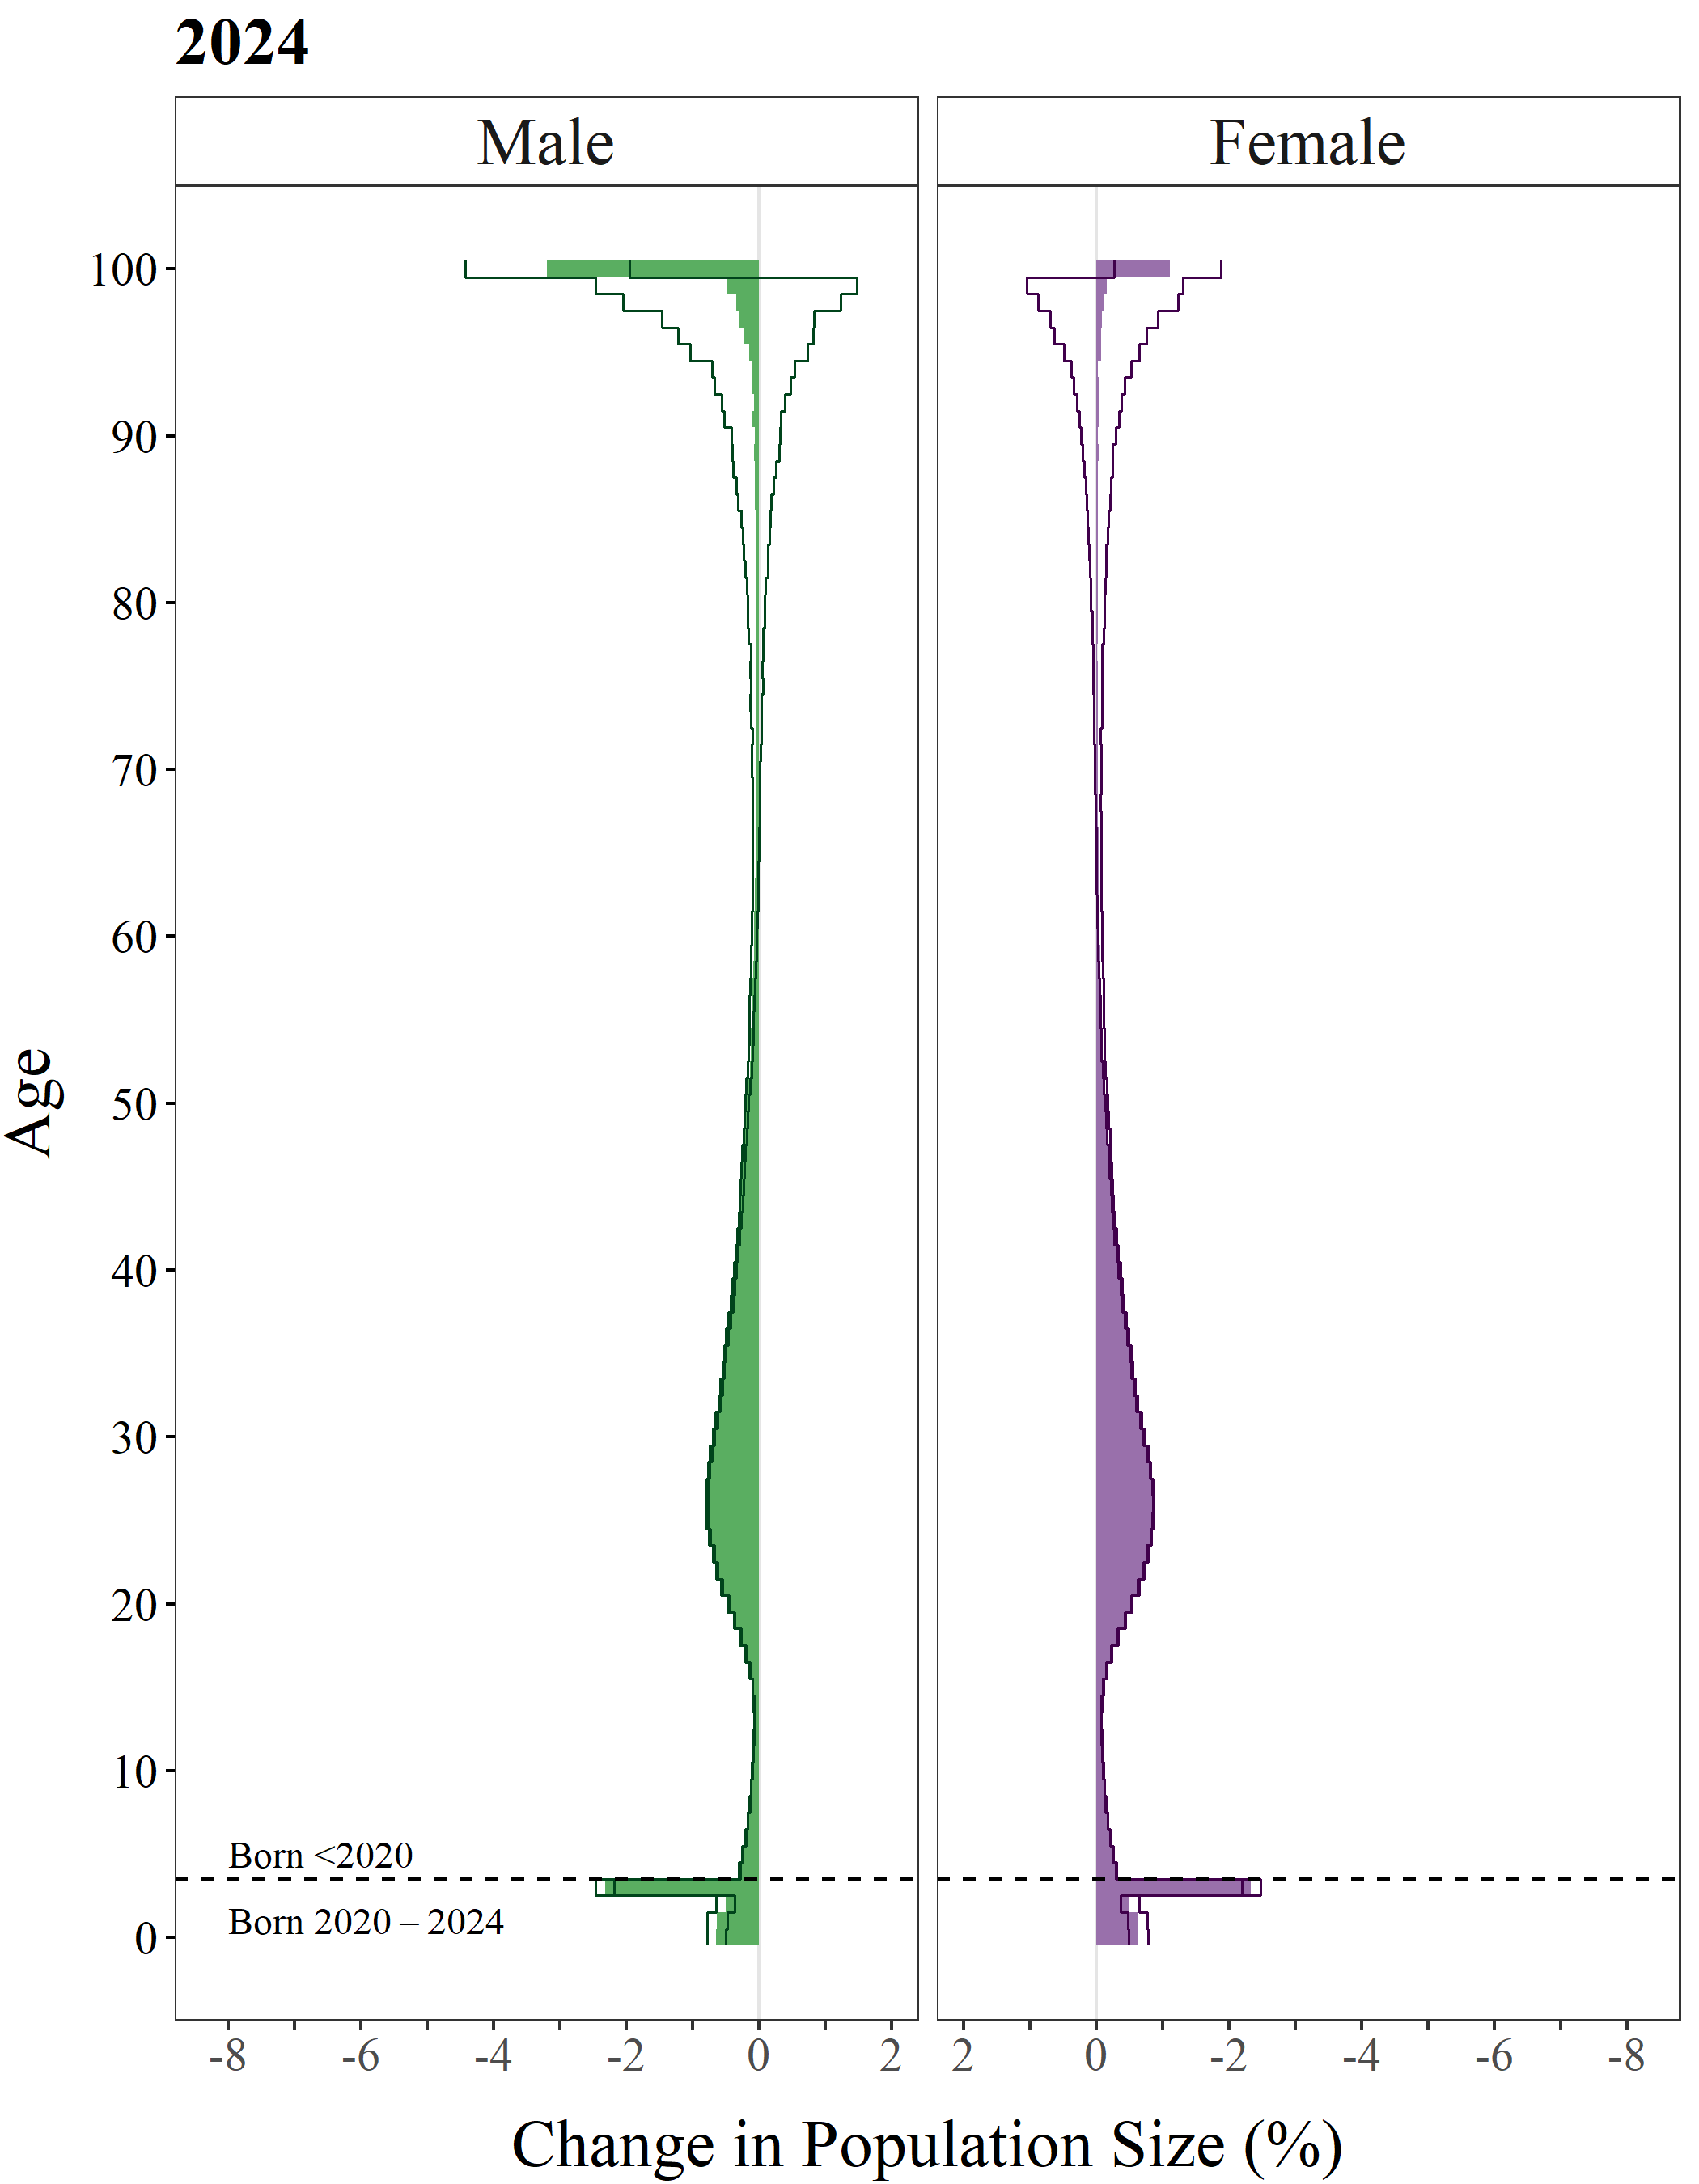 2024
Male
Female
100
90
80
70
60
50
40
30
20
10
0
Age
Born <2020
Born 2020 – 2024
-8 -6 -4 -2 0 2
2 0 -2 -4 -6 -8
Change in Population Size (%)